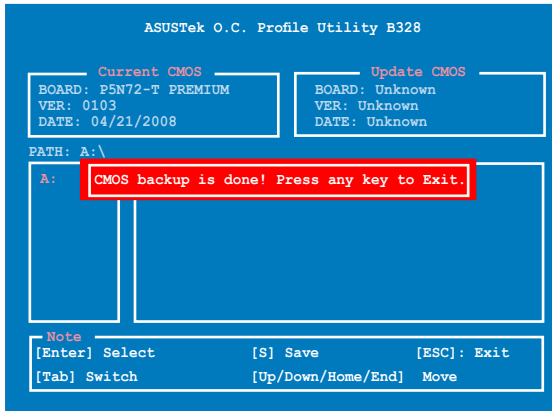 ASUSTek O.C. Profile Utility B328
Current CMOS
BOARD: P5N72-T PREMIUM
VER: 0103
DATE: 04/21/2008
Update CMOS
BOARD: Unknown
VER: Unknown
DATE: Unknown
PATH: A:\
A:
CMOS backup is done! Press any key to Exit.
Note
[Enter] Select [S] Save [ESC]: Exit
[Tab] Switch [Up/Down/Home/End] Move